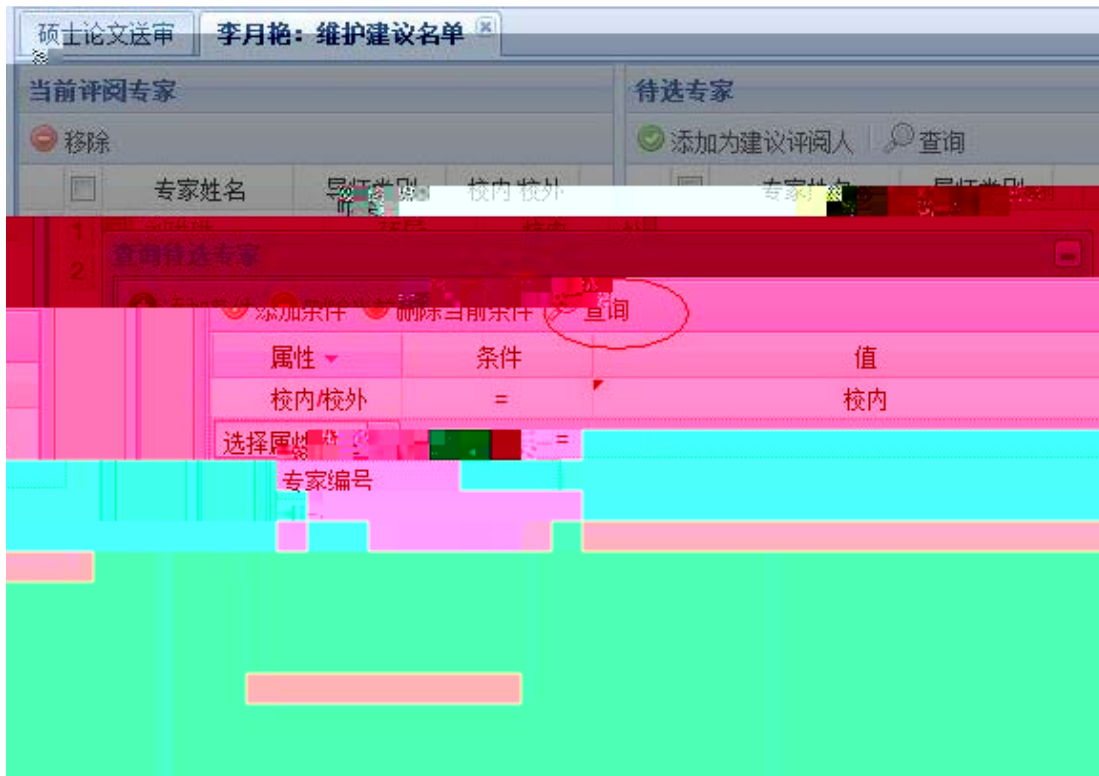 硕士论文送审 李月艳：维护建议名单
当前评阅专家 待选专家
移除 添加为建议评阅人 查询
专家姓名 导师类别 校内 校外 专家姓名 导师类别
1
2 查询待选专家
添加条件 删除当前条件 查询
属性 条件 值
校内/校外 = 校内
选择属性 =
专家编号